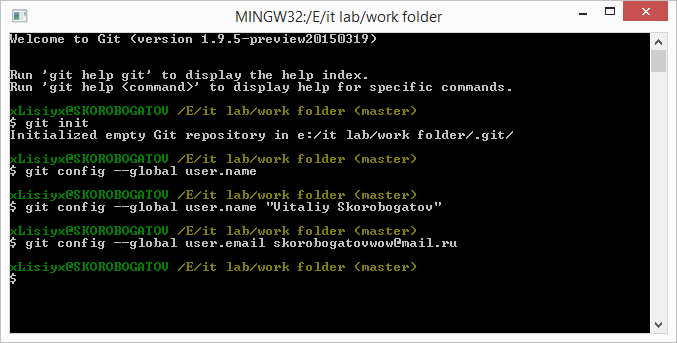 MINGW32:/E/it lab/work folder
Welcome to Git (version 1.9.5-preview20150319)
Run 'git help git' to display the help index.
Run 'git help <command>' to display help for specific commands.
xLisiyx@SKOROBOGATOV /E/it lab/work folder (master)
$ git init
Initialized empty Git repository in e:/it lab/work folder/.git/
xLisiyx@SKOROBOGATOV /E/it lab/work folder (master)
$ git config --global user.name
xLisiyx@SKOROBOGATOV /E/it lab/work folder (master)
$ git config --global user.name "Vitaliy Skorobogatov"
xLisiyx@SKOROBOGATOV /E/it lab/work folder (master)
$ git config --global user.email skorobogatovwow@mail.ru
xLisiyx@SKOROBOGATOV /E/it lab/work folder (master)
$